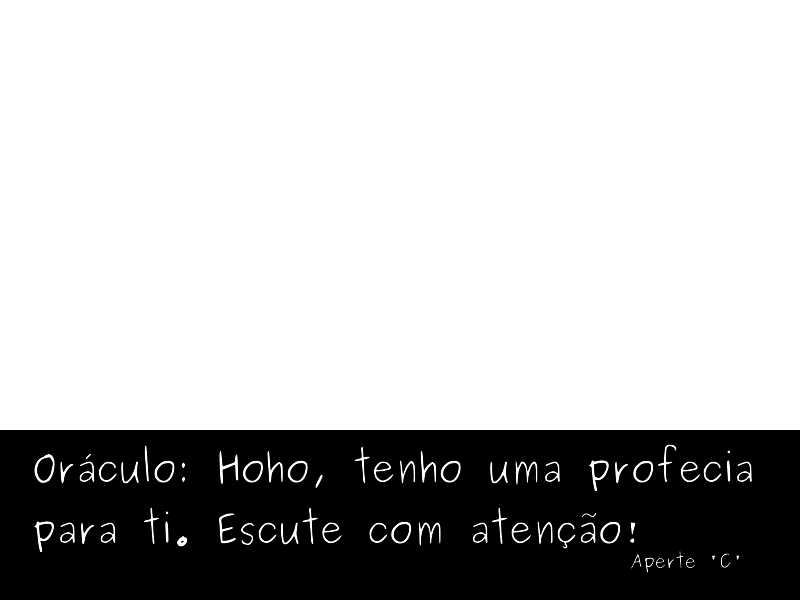 Oráculo: Hoho, tenho uma profecia
para ti. Escute com atenção!
Aperte 'C'